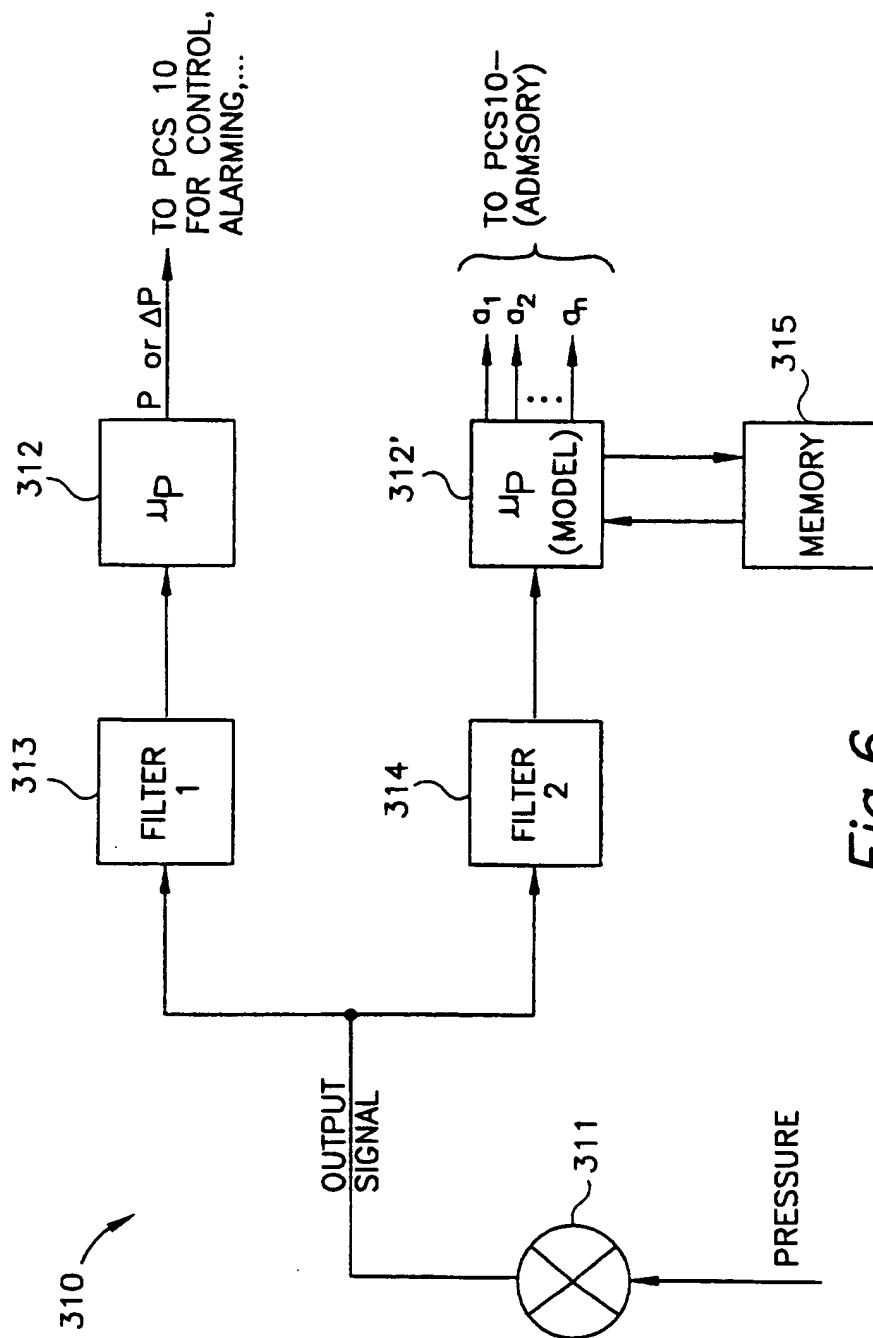 310
OUTPUT
SIGNAL
311
PRESSURE
313
FILTER
1
312
µP
P or ΔP
TO PCS 10
FOR CONTROL,
ALARMING,...
314
FILTER
2
312'
µP
(MODEL)
a1
a2
...
an
TO PCS10-
(ADMSORY)
315
MEMORY
Fig. 6